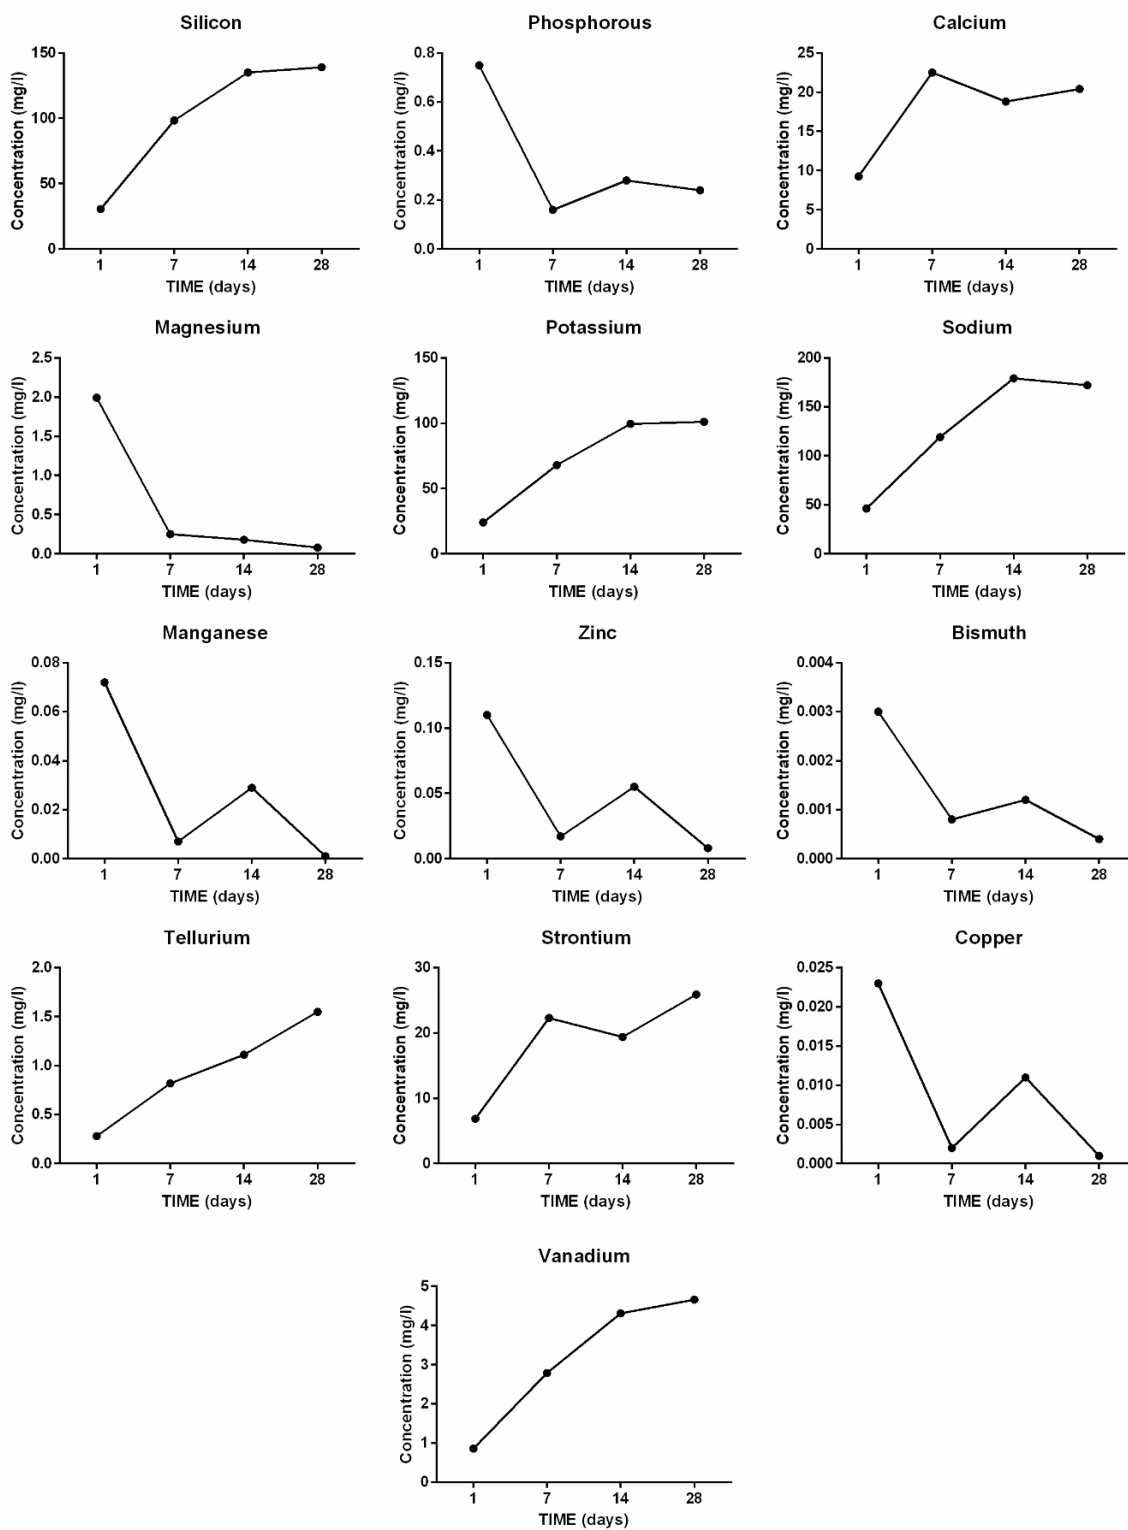 Silicon
Concentration (mg/l)
150
100
50
0
1 7 14 28
TIME (days)
Phosphorous
Concentration (mg/l)
0.8
0.6
0.4
0.2
0.0
1 7 14 28
TIME (days)
Calcium
Concentration (mg/l)
25
20
15
10
5
0
1 7 14 28
TIME (days)
Magnesium
Concentration (mg/l)
2.5
2.0
1.5
1.0
0.5
0.0
1 7 14 28
TIME (days)
Potassium
Concentration (mg/l)
150
100
50
0
1 7 14 28
TIME (days)
Sodium
Concentration (mg/l)
200
150
100
50
0
1 7 14 28
TIME (days)
Manganese
Concentration (mg/l)
0.08
0.06
0.04
0.02
0.00
1 7 14 28
TIME (days)
Zinc
Concentration (mg/l)
0.15
0.10
0.05
0.00
1 7 14 28
TIME (days)
Bismuth
Concentration (mg/l)
0.004
0.003
0.002
0.001
0.000
1 7 14 28
TIME (days)
Tellurium
Concentration (mg/l)
2.0
1.5
1.0
0.5
0.0
1 7 14 28
TIME (days)
Strontium
Concentration (mg/l)
30
20
10
0
1 7 14 28
TIME (days)
Copper
Concentration (mg/l)
0.025
0.020
0.015
0.010
0.005
0.000
1 7 14 28
TIME (days)
Vanadium
Concentration (mg/l)
5
4
3
2
1
0
1 7 14 28
TIME (days)